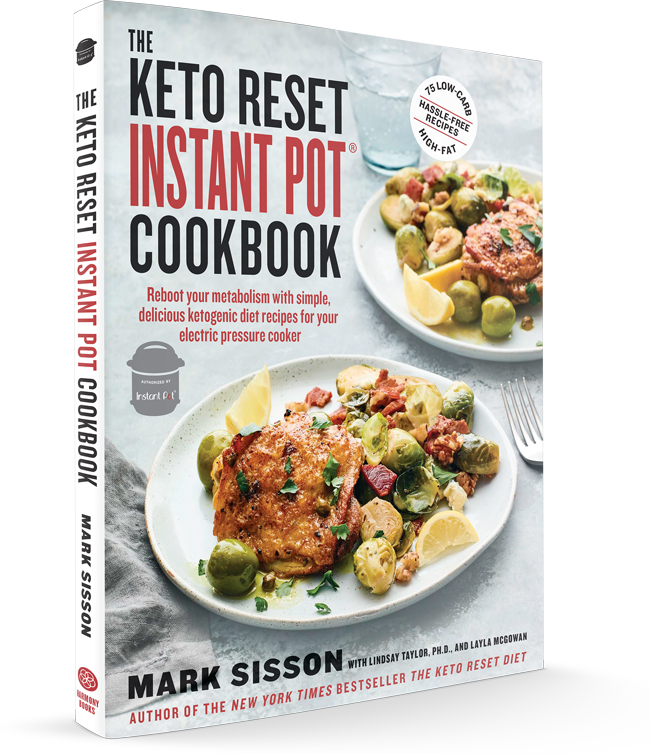 THE
KETO RESET
INSTANT POT®
COOKBOOK
Reboot your metabolism with simple,
delicious ketogenic diet recipes for your
electric pressure cooker
75 LOW-CARB
HASSLE-FREE
RECIPES
HIGH-FAT
AUTHORIZED BY
Instant Pot
MARK SISSON WITH LINDSAY TAYLOR, PH.D., AND LAYLA MCGOWAN
AUTHOR OF THE NEW YORK TIMES BESTSELLER THE KETO RESET DIET
THE KETO RESET INSTANT POT COOKBOOK
MARK SISSON
HARMONY
BOOKS